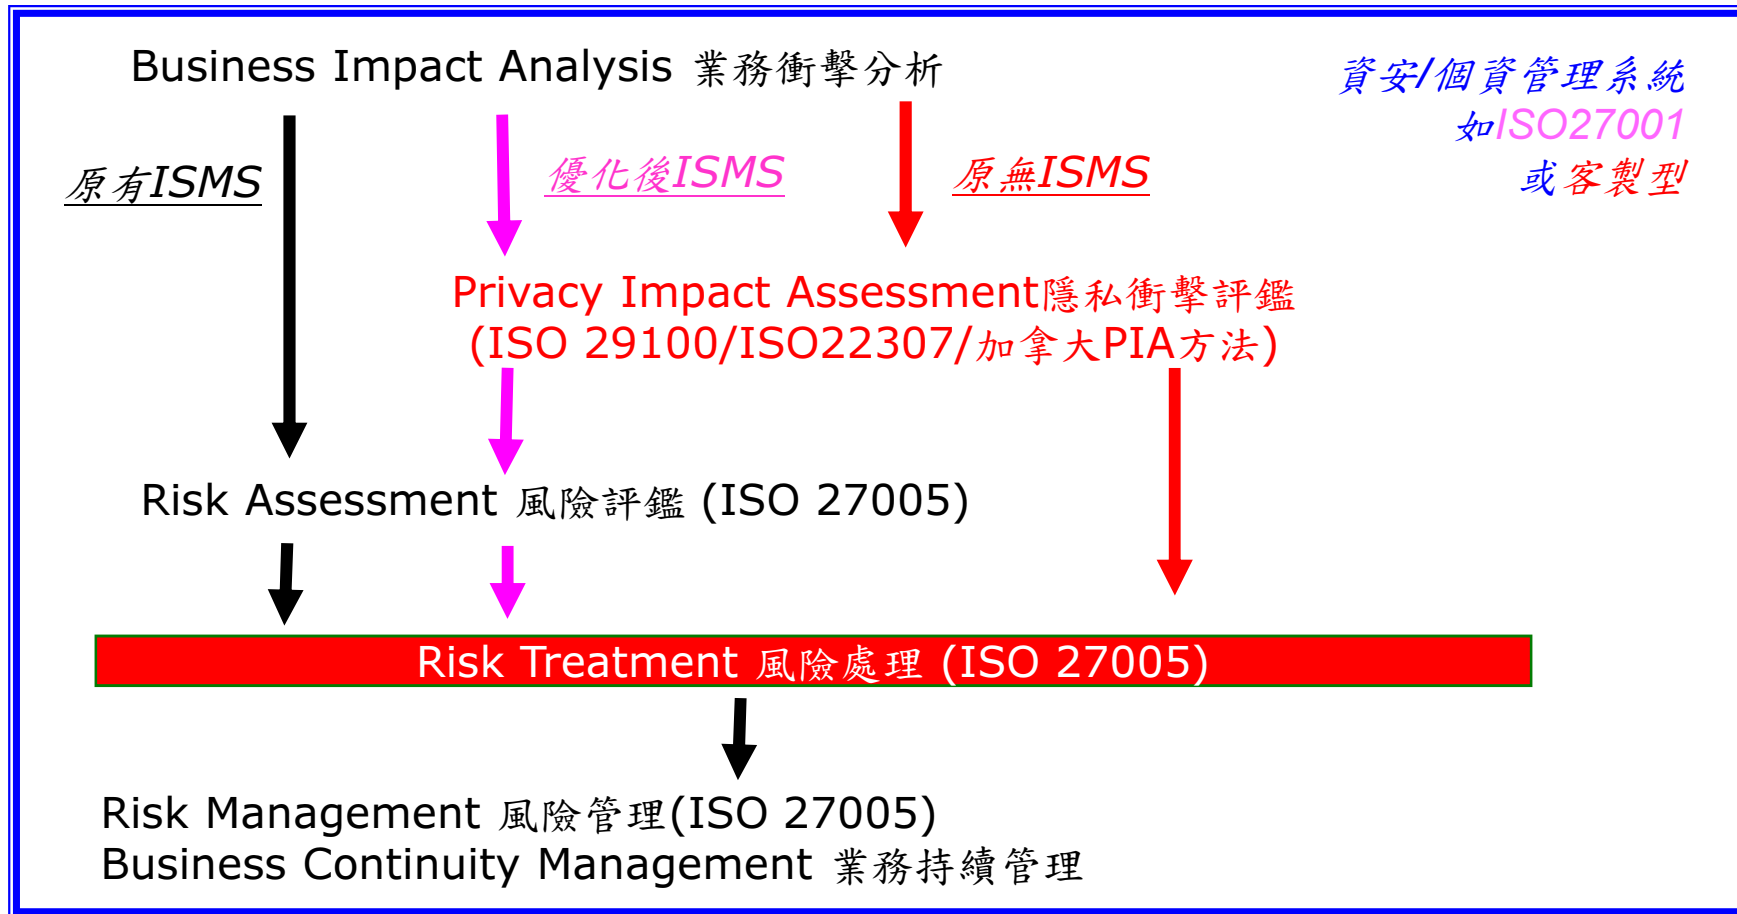 Business Impact Analysis 業務衝擊分析
資安/個資管理系統
如ISO27001
或客製型
原有ISMS
優化後ISMS
原無ISMS
Privacy Impact Assessment隱私衝擊評鑑
(ISO 29100/ISO22307/加拿大PIA方法)
Risk Assessment 風險評鑑 (ISO 27005)
Risk Treatment 風險處理 (ISO 27005)
Risk Management 風險管理(ISO 27005)
Business Continuity Management 業務持續管理